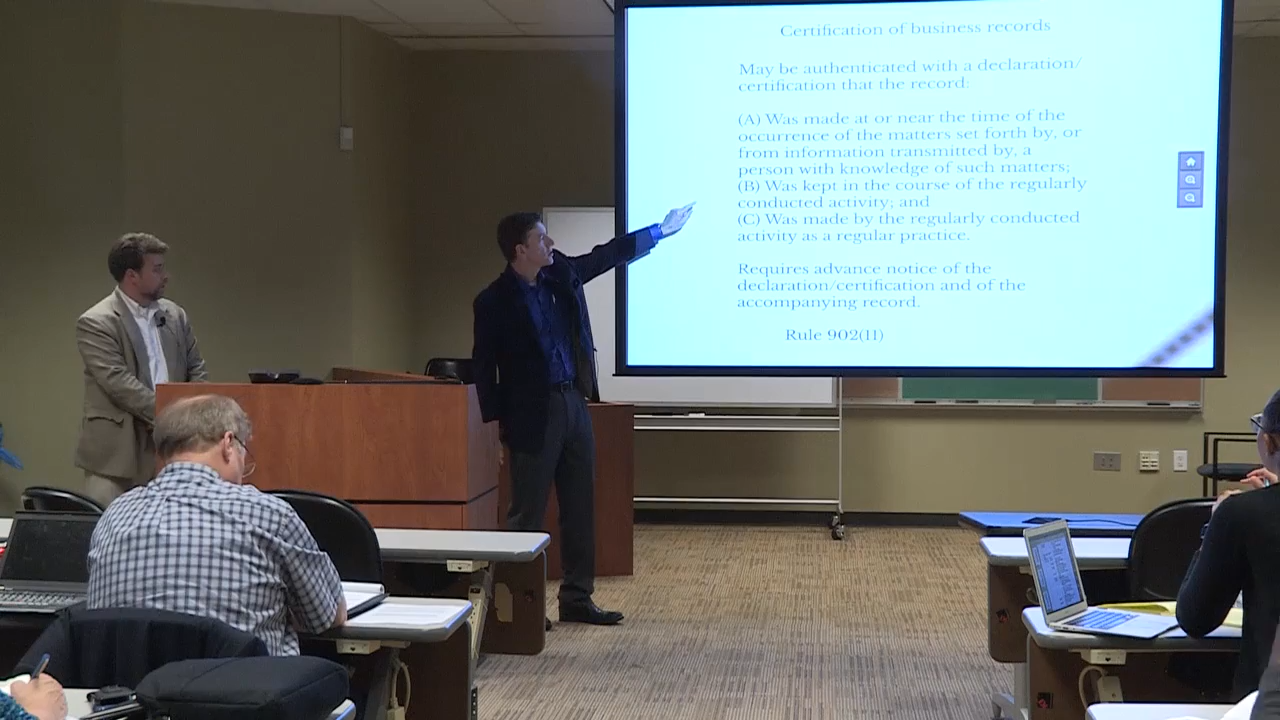 Certification of business records
May be authenticated with a declaration/
certification that the record:
(A) Was made at or near the time of the
occurrence of the matters set forth by, or
from information transmitted by, a
person with knowledge of such matters;
(B) Was kept in the course of the regularly
conducted activity; and
(C) Was made by the regularly conducted
activity as a regular practice.
Requires advance notice of the
declaration/certification and of the
accompanying record.
Rule 902(11)